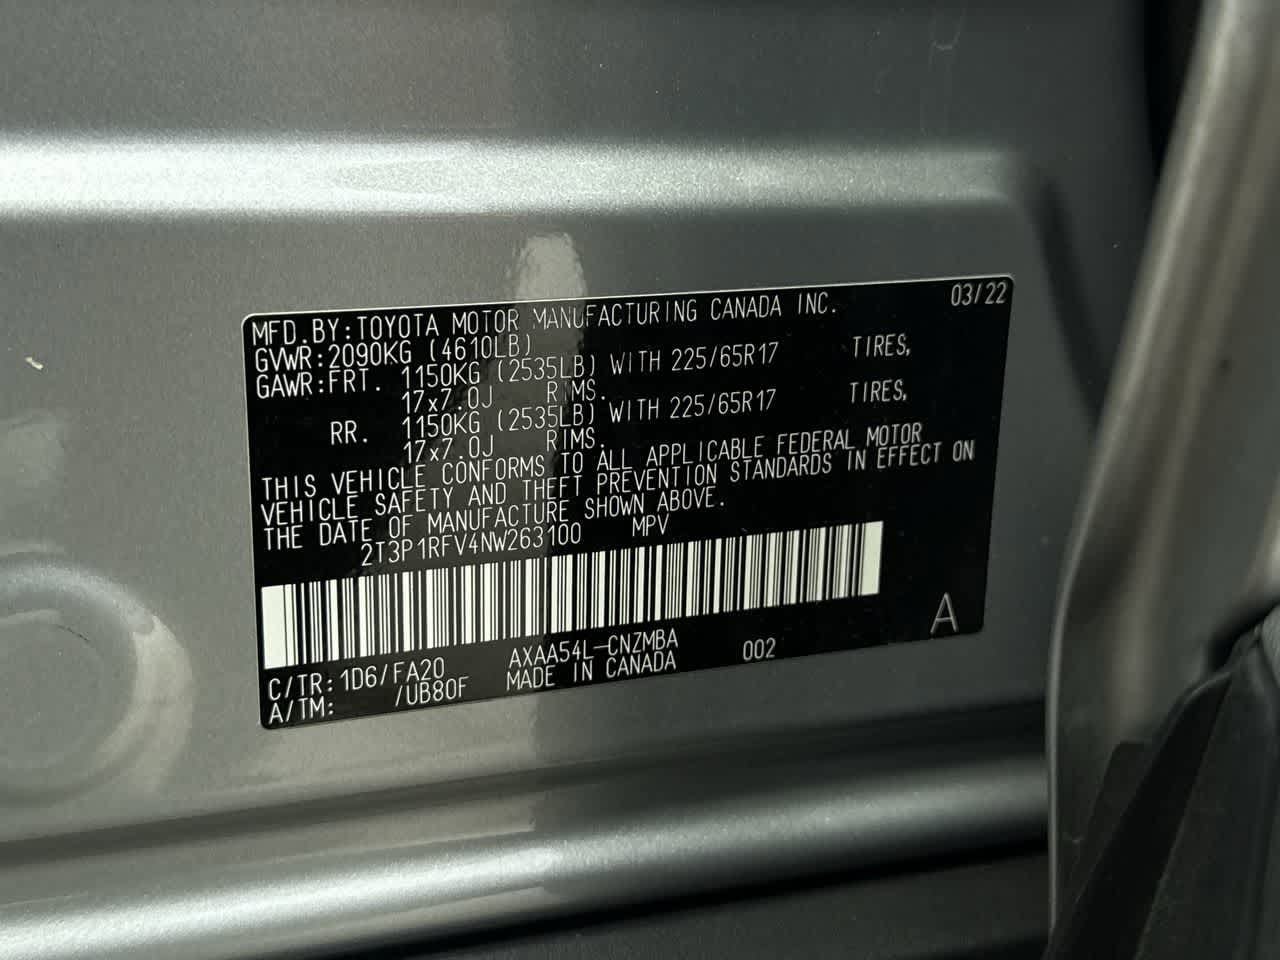 MFD.BY:TOYOTA MOTOR MANUFACTURING CANADA INC. 03/22
GVWR:2090KG (4610LB)
GAWR:FRT. 1150KG (2535LB) WITH 225/65R17 TIRES,
17x7.0J RIMS.
RR. 1150KG (2535LB) WITH 225/65R17 TIRES,
17x7.0J RIMS.
THIS VEHICLE CONFORMS TO ALL APPLICABLE FEDERAL MOTOR
VEHICLE SAFETY AND THEFT PREVENTION STANDARDS IN EFFECT ON
THE DATE OF MANUFACTURE SHOWN ABOVE.
2T3P1RFV4NW263100 MPV
C/TR: 1D6/FA20 AXAA54L-CNZMBA 002 A
A/TM: /UB80F MADE IN CANADA